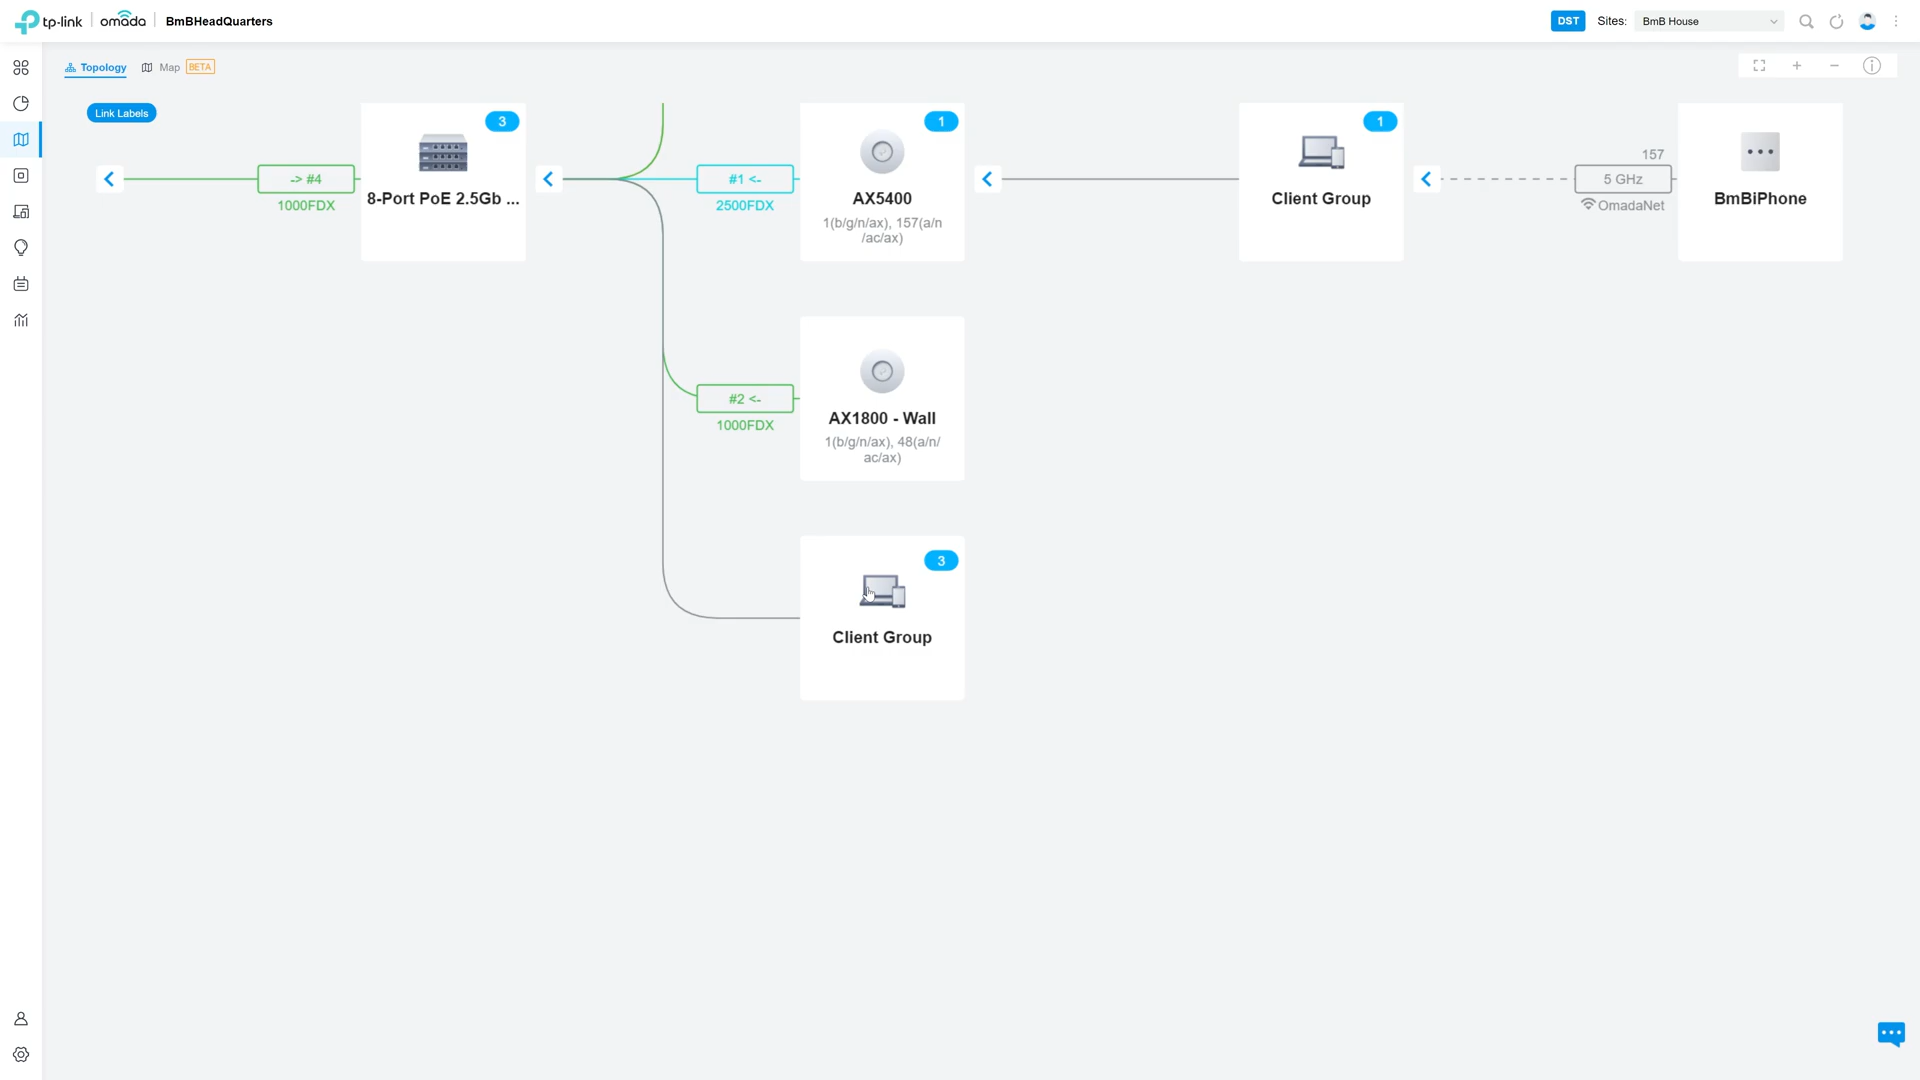 tp-link | omada | BmBHeadQuarters
DST Sites: BmB House
Topology Map BETA
Link Labels
-> #4
1000FDX
3
8-Port PoE 2.5Gb ...
#1 <-
2500FDX
1
AX5400
1(b/g/n/ax), 157(a/n
/ac/ax)
1
Client Group
157
5 GHz
OmadaNet
BmBiPhone
#2 <-
1000FDX
AX1800 - Wall
1(b/g/n/ax), 48(a/n/
ac/ax)
3
Client Group